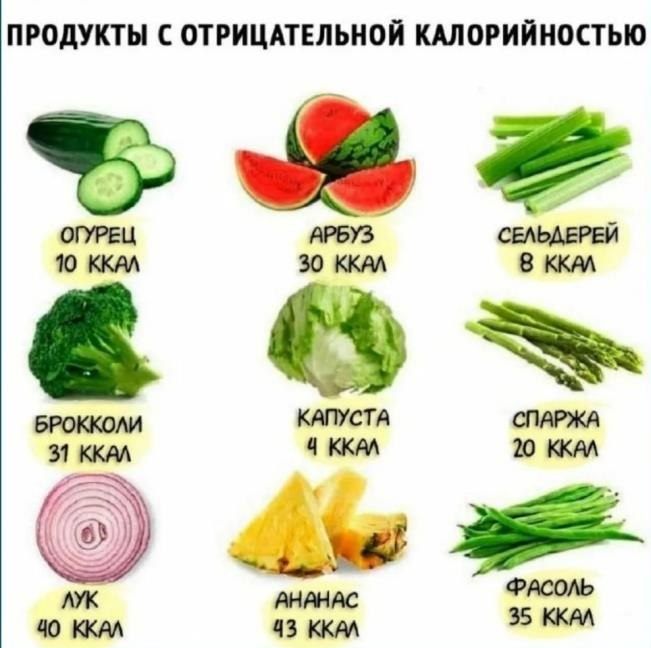 ПРОДУКТЫ С ОТРИЦАТЕЛЬНОЙ КАЛОРИЙНОСТЬЮ
ОГУРЕЦ
10 ККАЛ
АРБУЗ
30 ККАЛ
СЕЛЬДЕРЕЙ
8 ККАЛ
БРОККОЛИ
31 ККАЛ
КАПУСТА
4 ККАЛ
СПАРЖА
20 ККАЛ
ЛУК
40 ККАЛ
АНАНАС
43 ККАЛ
ФАСОЛЬ
35 ККАЛ